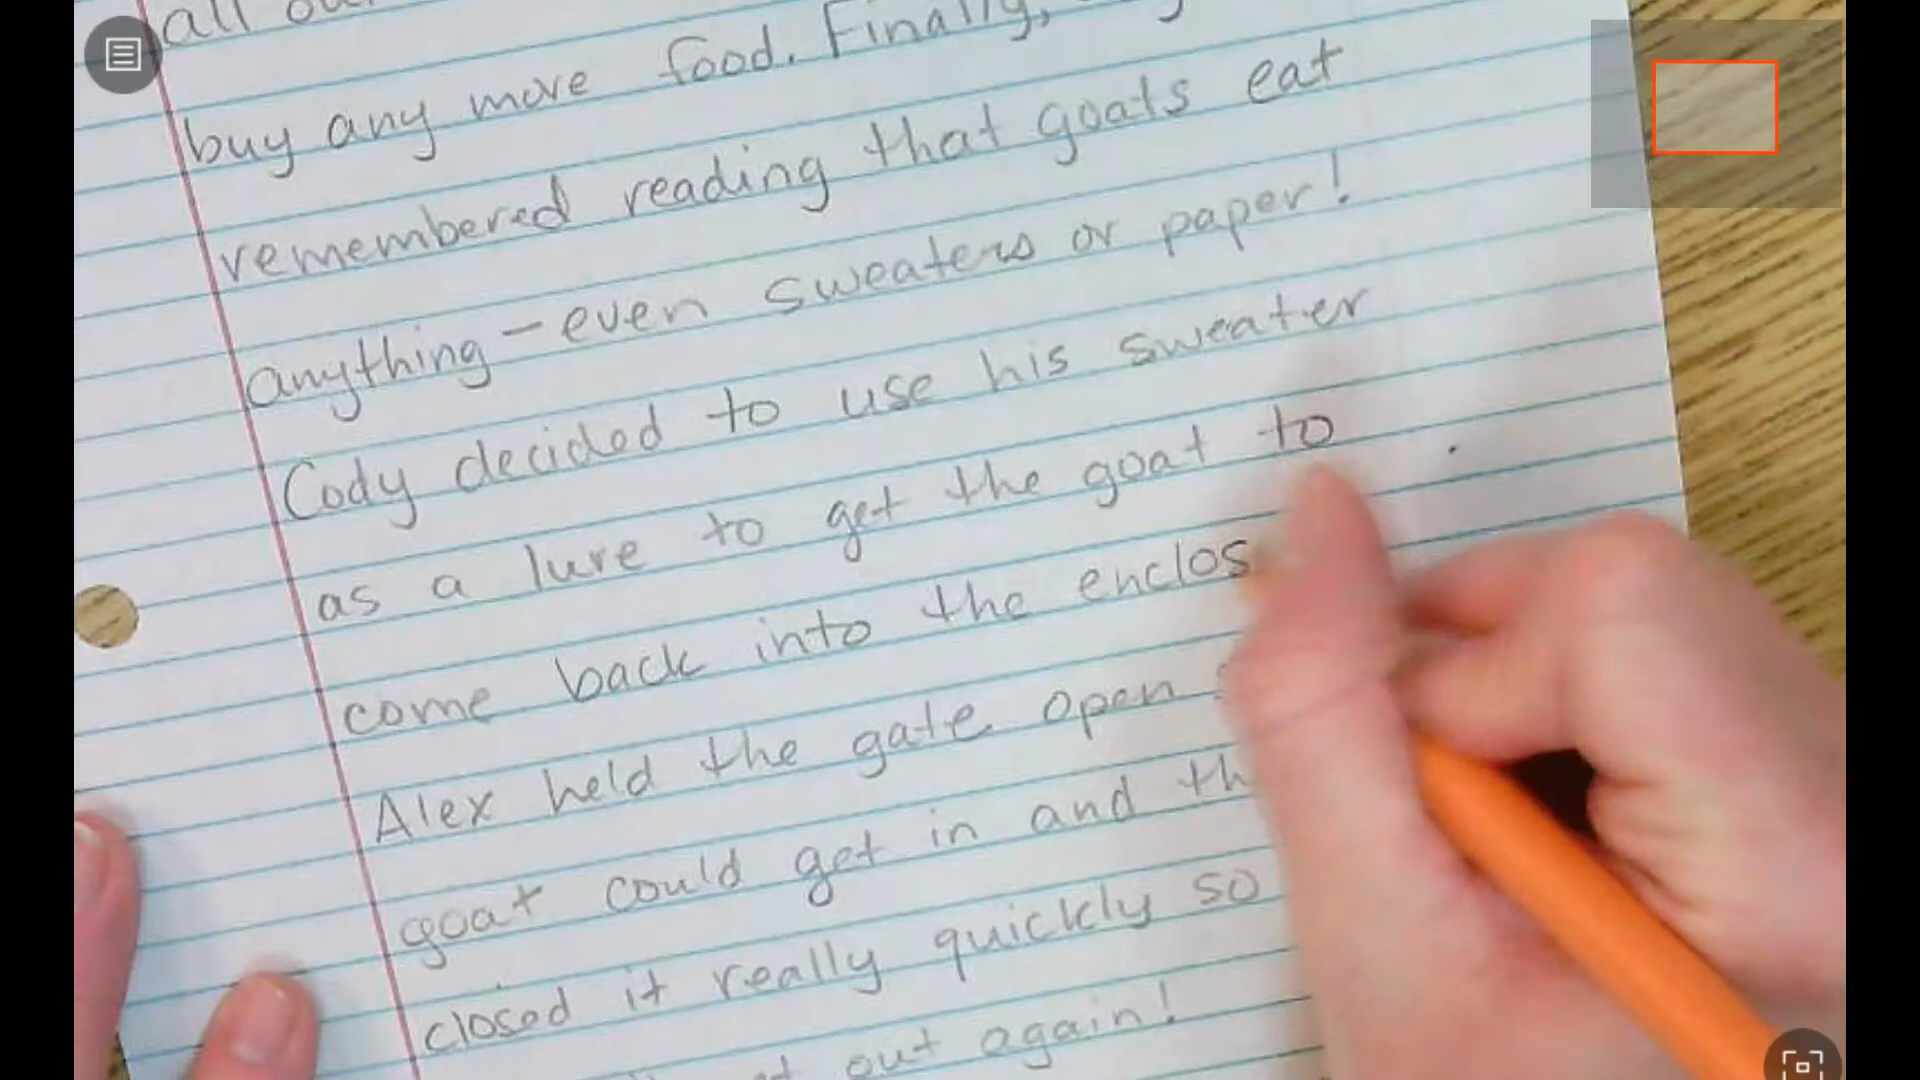 all
buy any more food. Finally,
remembered reading that goats eat
anything - even sweaters or paper!
Cody decided to use his sweater
as a lure to get the goat to
come back into the enclos
Alex held the gate open
goat could get in and th
closed it really quickly so
out again!